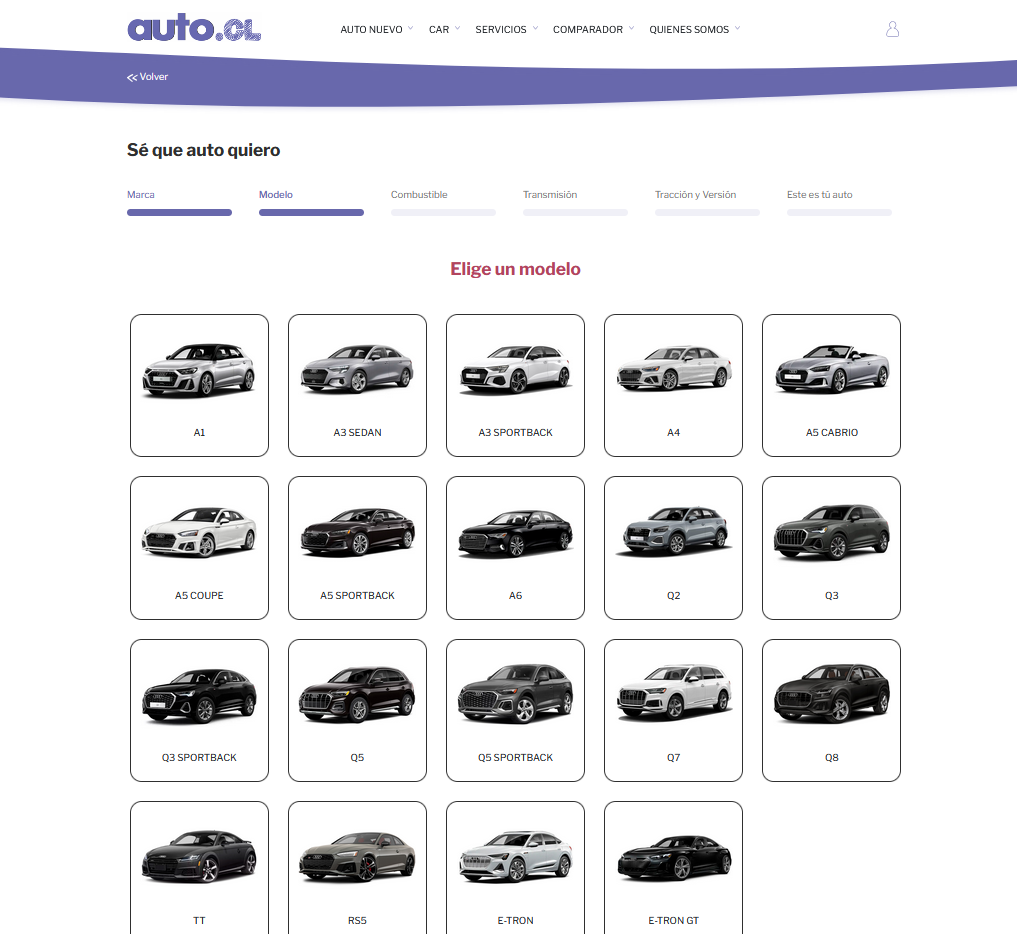 auto.CL
AUTO NUEVO CAR SERVICIOS COMPARADOR QUIENES SOMOS
Volver
Sé que auto quiero
Marca Modelo Combustible Transmisión Tracción y Versión Este es tú auto
Elige un modelo
A1 A3 SEDAN A3 SPORTBACK A4 A5 CABRIO
A5 COUPE A5 SPORTBACK A6 Q2 Q3
Q3 SPORTBACK Q5 Q5 SPORTBACK Q7 Q8
TT RS5 E-TRON E-TRON GT